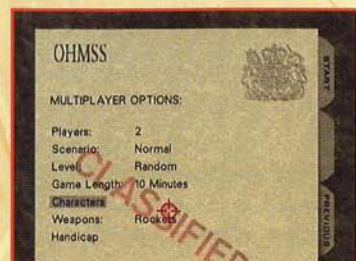 OHMSS
MULTIPLAYER OPTIONS:
Players: 2
Scenario: Normal
Level: Random
Game Length: 10 Minutes
Characters
Weapons: Rockets
Handicap
CLASSIFIED
START
PREVIOUS